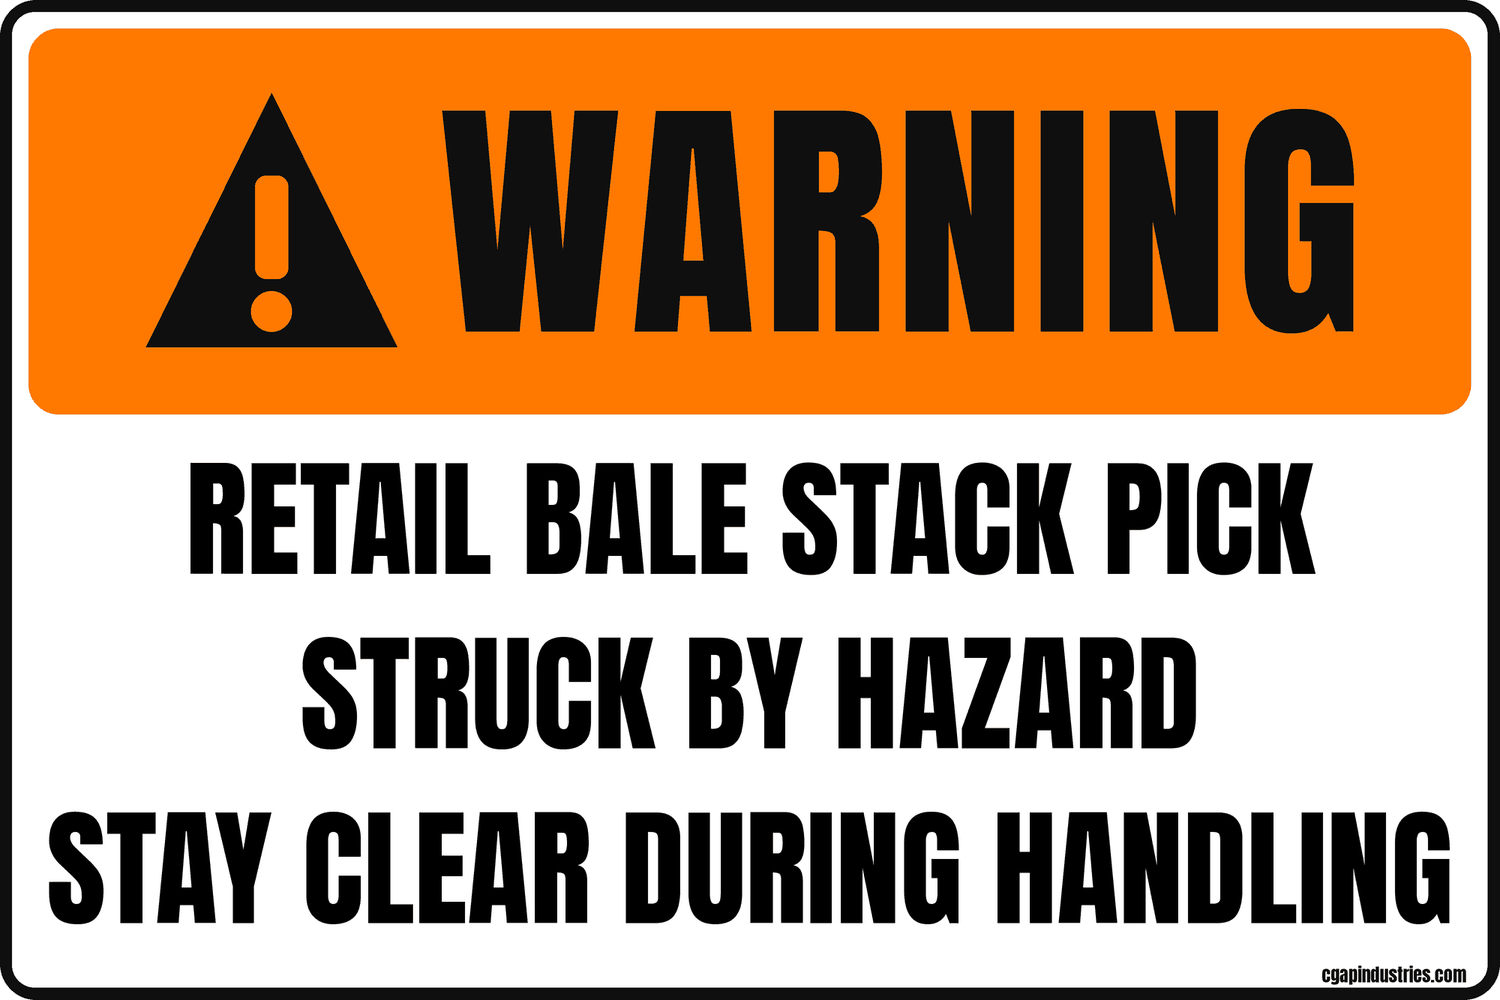 WARNING
RETAIL BALE STACK PICK
STRUCK BY HAZARD
STAY CLEAR DURING HANDLING
cgapindustries.com